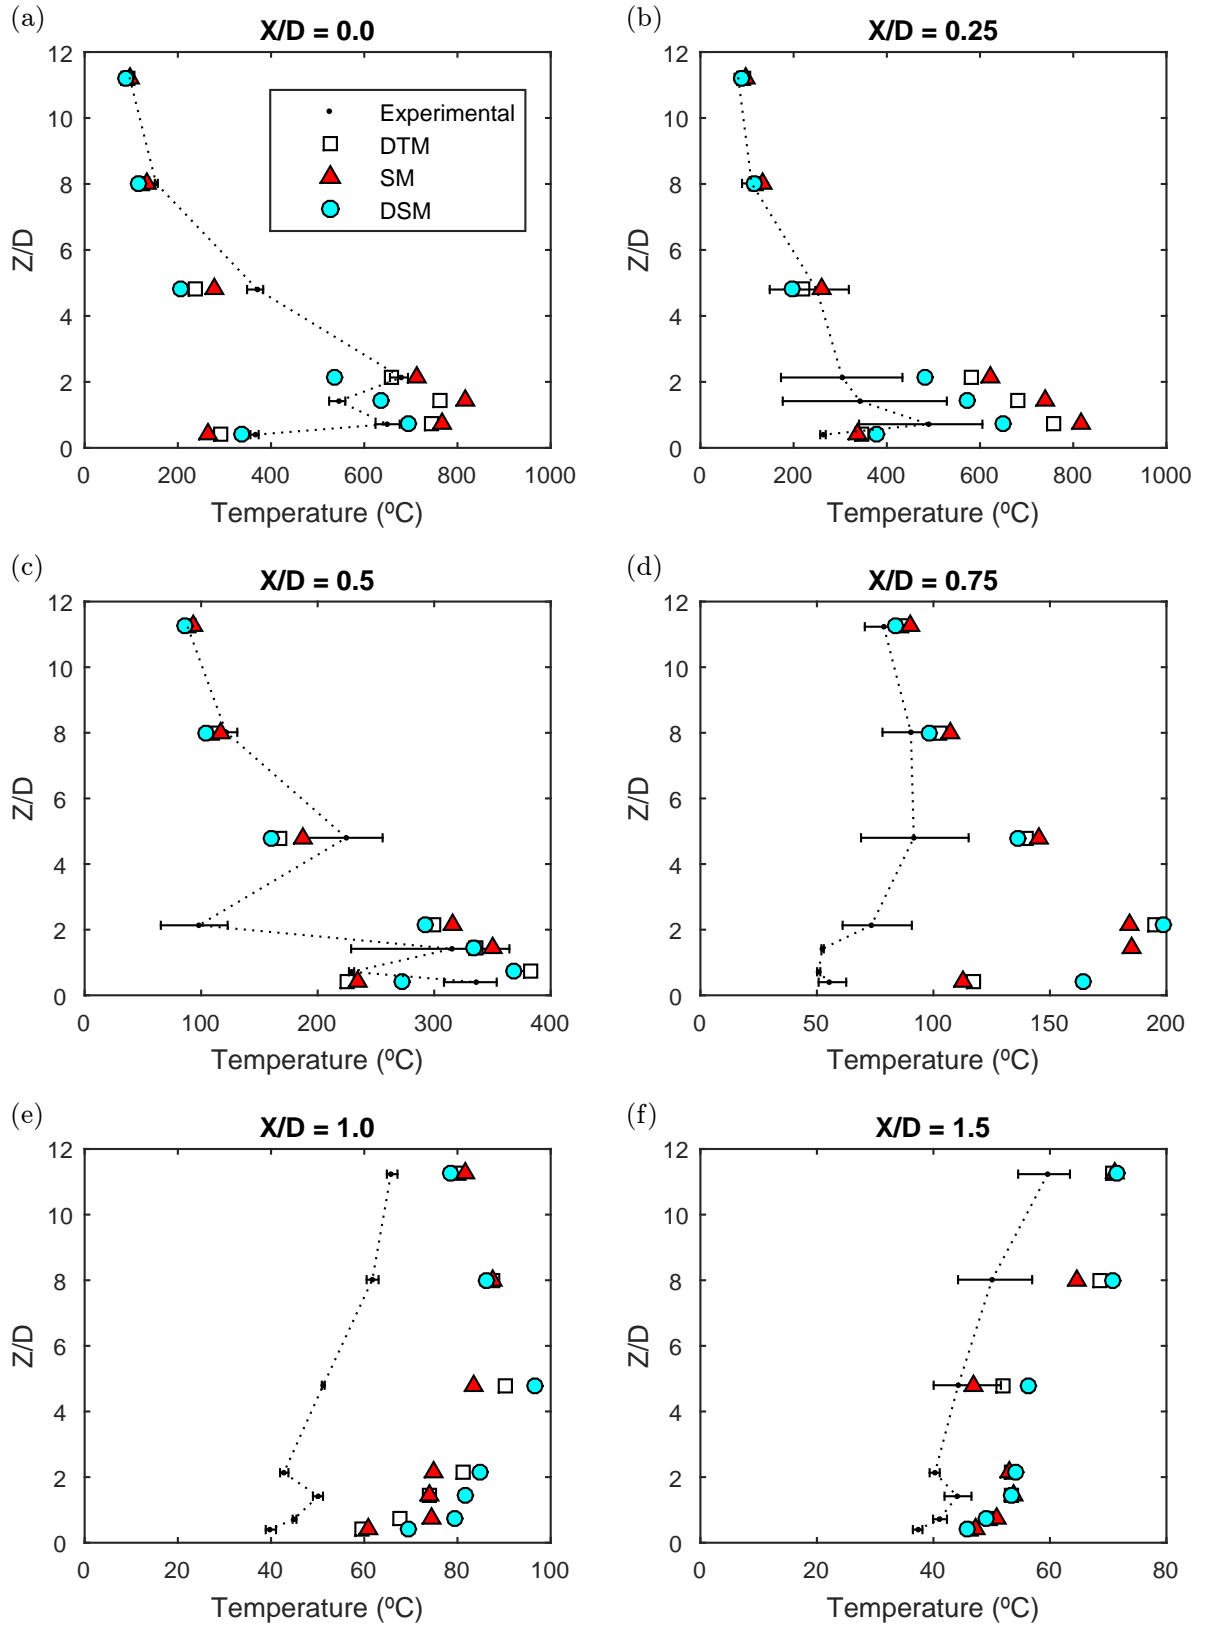 (a)
X/D = 0.0
12
10
8
6
4
2
0
Z/D
Experimental
DTM
SM
DSM
0 200 400 600 800 1000
Temperature (ºC)
(b)
X/D = 0.25
12
10
8
6
4
2
0
Z/D
0 200 400 600 800 1000
Temperature (ºC)
(c)
X/D = 0.5
12
10
8
6
4
2
0
Z/D
0 100 200 300 400
Temperature (ºC)
(d)
X/D = 0.75
12
10
8
6
4
2
0
Z/D
0 50 100 150 200
Temperature (ºC)
(e)
X/D = 1.0
12
10
8
6
4
2
0
Z/D
0 20 40 60 80 100
Temperature (ºC)
(f)
X/D = 1.5
12
10
8
6
4
2
0
Z/D
0 20 40 60 80
Temperature (ºC)